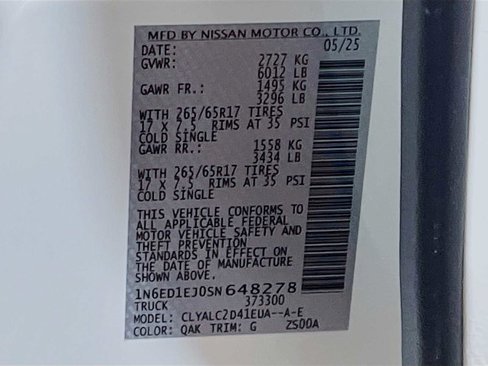 MFD BY NISSAN MOTOR CO., LTD.
DATE: 05/25
GVWR: 2727 KG
6012 LB
GAWR FR.: 1495 KG
3296 LB
WITH 265/65R17 TIRES
17 X 7.5 RIMS AT 35 PSI
COLD SINGLE
GAWR RR.: 1558 KG
3434 LB
WITH 265/65R17 TIRES
17 X 7.5 RIMS AT 35 PSI
COLD SINGLE
THIS VEHICLE CONFORMS TO
ALL APPLICABLE FEDERAL
MOTOR VEHICLE SAFETY AND
THEFT PREVENTION
STANDARDS IN EFFECT ON
THE DATE OF MANUFACTURE
SHOWN ABOVE.
1N6ED1EJ0SN648278
TRUCK 373300
MODEL: CLYALC2D41EUA--A-E
COLOR: QAK TRIM: G ZS00A